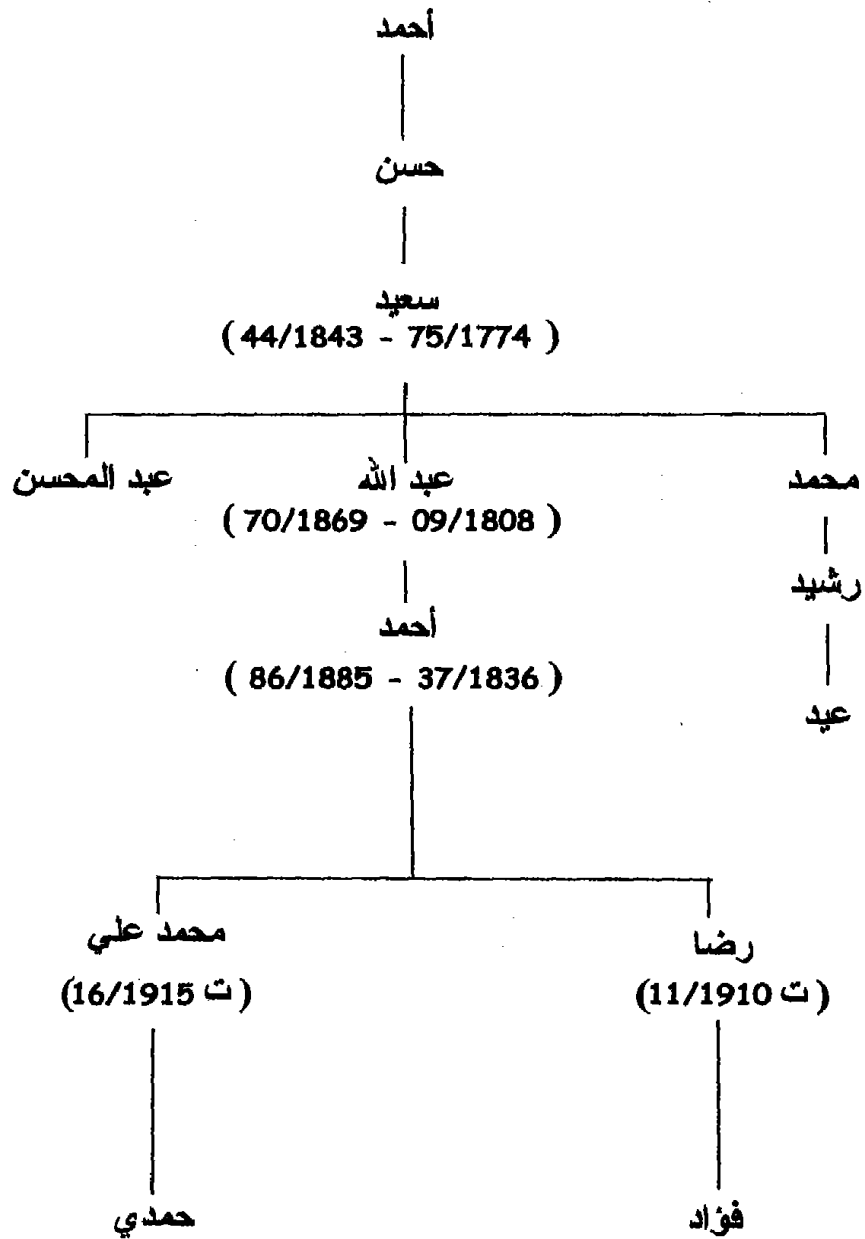 أحمد
حسن
سعيد
( 75/1774 - 44/1843 )
محمد
عبد الله
عبد المحسن
( 09/1808 - 70/1869 )
رشيد
أحمد
( 37/1836 - 86/1885 )
عيد
رضا
محمد علي
( ت 11/1910)
( ت 16/1915)
فؤاد
حمدي